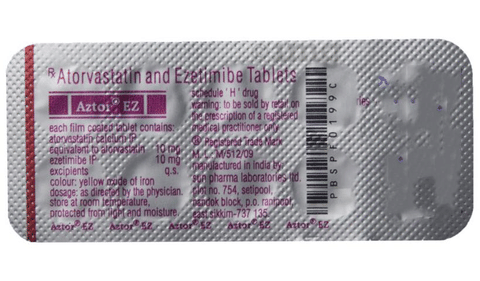 Rx Atorvastatin and Ezetimibe Tablets
Aztor® EZ
each film coated tablet contains:
atorvastatin calcium IP
equivalent to atorvastatin 10 mg
ezetimibe IP 10 mg
excipients q.s.
colour: yellow oxide of iron
dosage: as directed by the physician.
store at room temperature,
protected from light and moisture.
schedule 'H' drug
warning: to be sold by retail on
the prescription of a registered
medical practitioner only.
® Registered Trade Mark
M. L.: M/512/09
manufactured in india by
sun pharma laboratories ltd.
plot no. 754, setipool,
block, p.o. ranipool,
east sikkim-737 135.
PBSPF0199C
Aztor® EZ Aztor® EZ Aztor® EZ Aztor® EZ Aztor® EZ